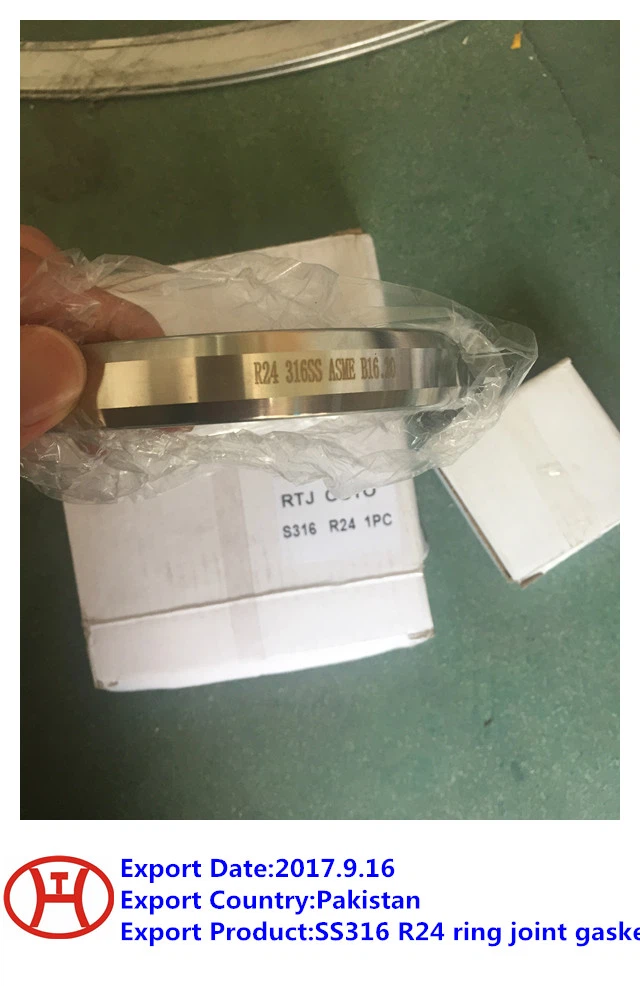 R24 316SS ASME B16.20
RTJ
S316 R24 1PC
Export Date:2017.9.16
Export Country:Pakistan
Export Product:SS316 R24 ring joint gaske